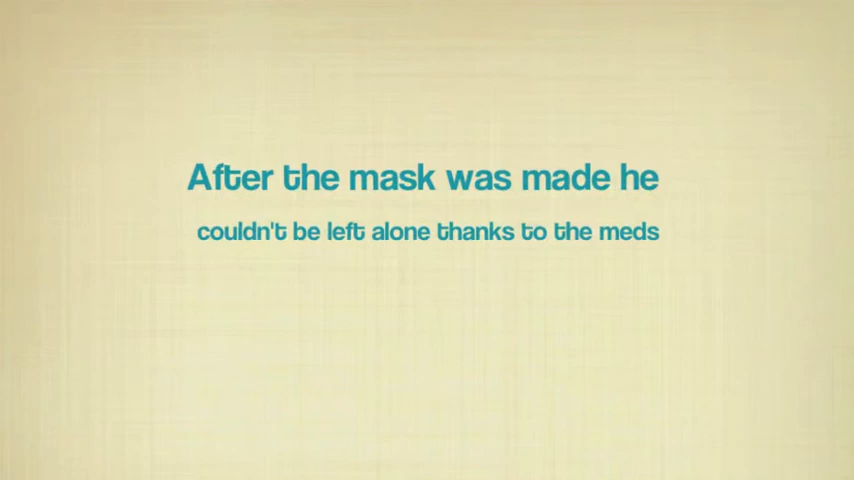 After the mask was made he
couldn't be left alone thanks to the meds